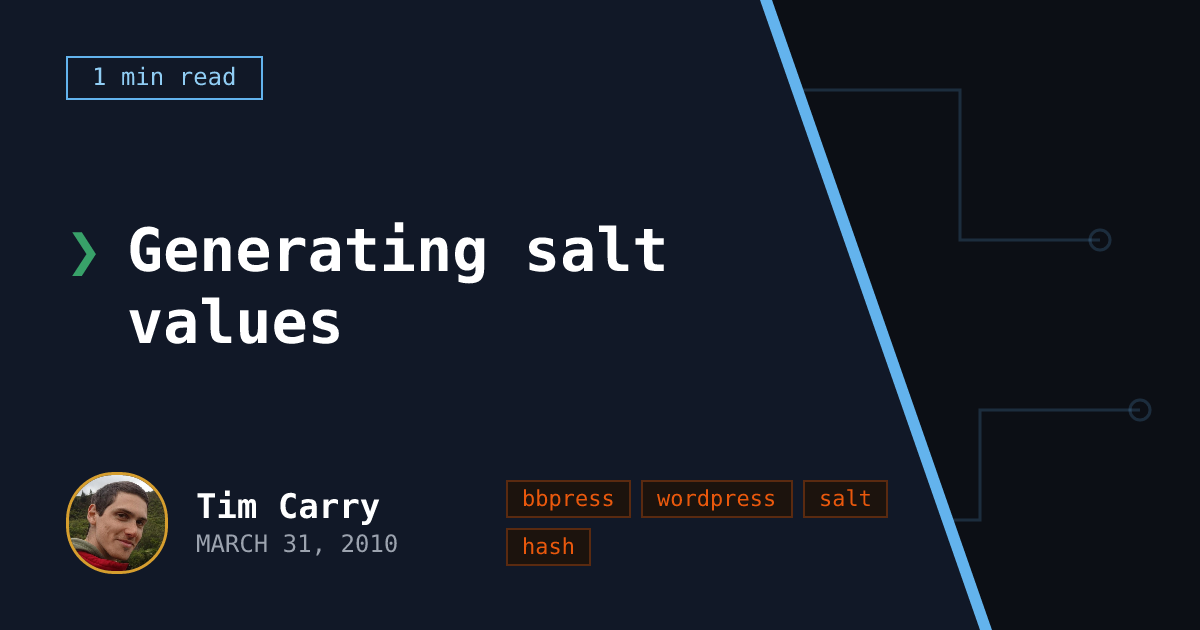 1 min read
❯ Generating salt
values
Tim Carry
MARCH 31, 2010
bbpress wordpress salt
hash